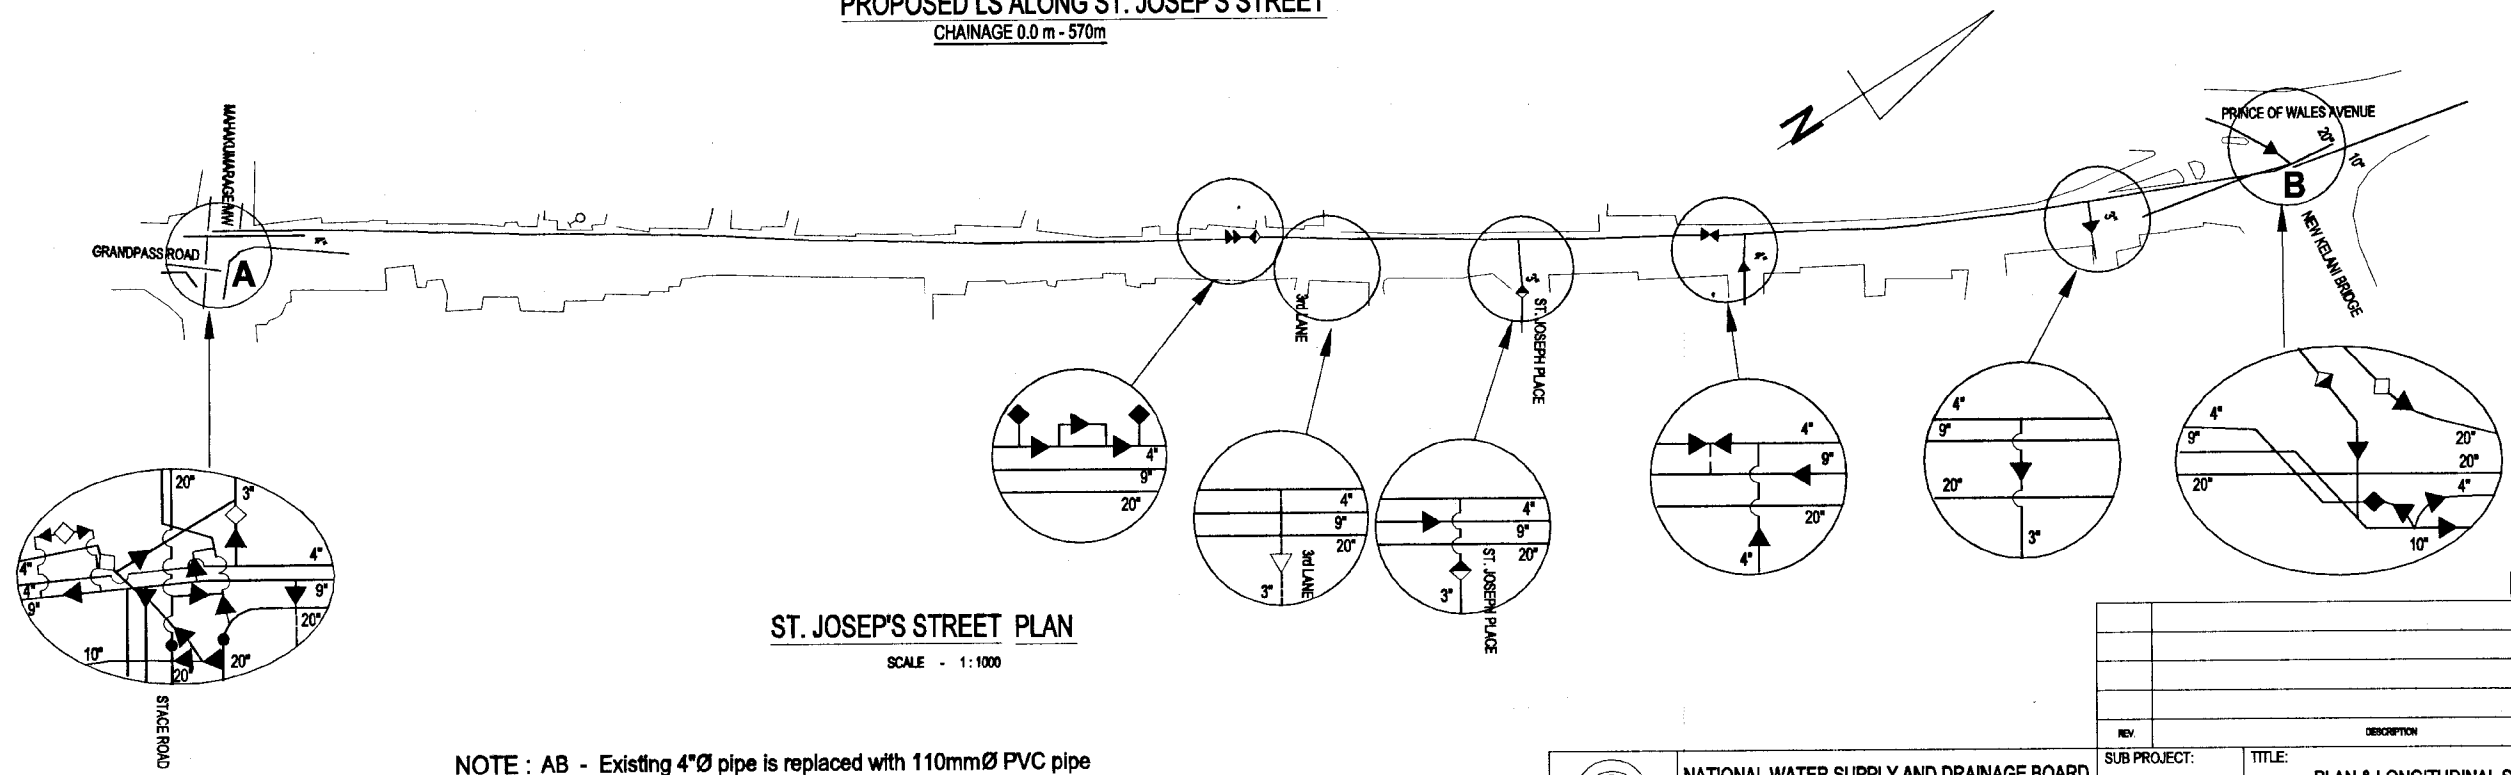 PROPOSED LS ALONG ST. JOSEP'S STREET
CHAINAGE 0.0 m - 570m
N
MAHAKUMARAGE MW
GRANDPASS ROAD
A
3rd LANE
3"
ST. JOSEPH PLACE
3"
PRINCE OF WALES AVENUE
20"
10"
B
NEW KELANI BRIDGE
20"
3"
4"
4"
4"
9"
9"
20"
10"
20"
20"
STACE ROAD
4"
9"
20"
4"
9"
20"
3"
3rd LANE
4"
9"
20"
3"
ST. JOSEPH PLACE
4"
9"
20"
4"
4"
9"
20"
3"
4"
9"
20"
20"
20"
4"
10"
ST. JOSEP'S STREET PLAN
SCALE - 1:1000
NOTE : AB - Existing 4"Ø pipe is replaced with 110mmØ PVC pipe
REV.
DESCRIPTION
SUB PROJECT:
TITLE:
NATIONAL WATER SUPPLY AND DRAINAGE BOARD
PLAN & LONGITUDINAL S